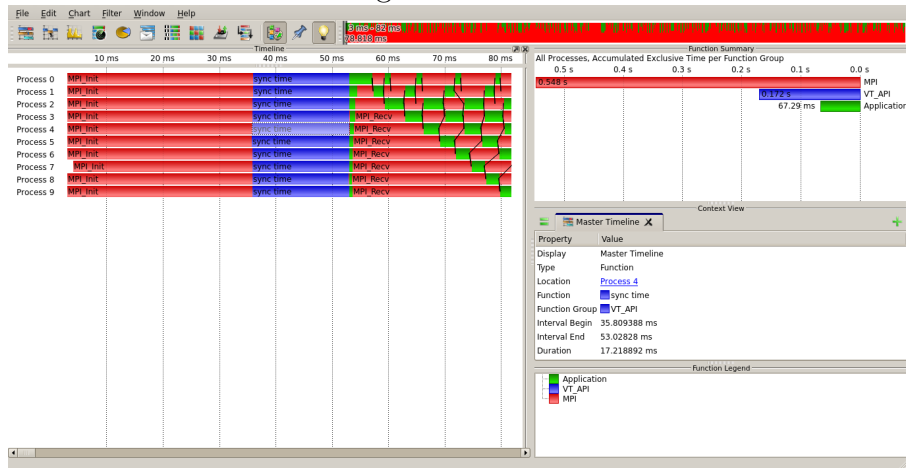 File Edit Chart Filter Window Help
3 ms - 82 ms
78.818 ms
Timeline
10 ms 20 ms 30 ms 40 ms 50 ms 60 ms 70 ms 80 ms
Process 0 MPI_Init sync time
Process 1 MPI_Init sync time
Process 2 MPI_Init sync time
Process 3 MPI_Init sync time MPI_Recv
Process 4 MPI_Init sync time MPI_Recv
Process 5 MPI_Init sync time MPI_Recv
Process 6 MPI_Init sync time MPI_Recv
Process 7 MPI_Init sync time MPI_Recv
Process 8 MPI_Init sync time MPI_Recv
Process 9 MPI_Init sync time MPI_Recv
Function Summary
All Processes, Accumulated Exclusive Time per Function Group
0.5 s 0.4 s 0.3 s 0.2 s 0.1 s 0.0 s
0.548 s MPI
0.172 s VT_API
67.29 ms Application
Context View
Master Timeline
Property Value
Display Master Timeline
Type Function
Location Process 4
Function sync time
Function Group VT_API
Interval Begin 35.809388 ms
Interval End 53.02828 ms
Duration 17.218892 ms
Function Legend
Application
VT_API
MPI